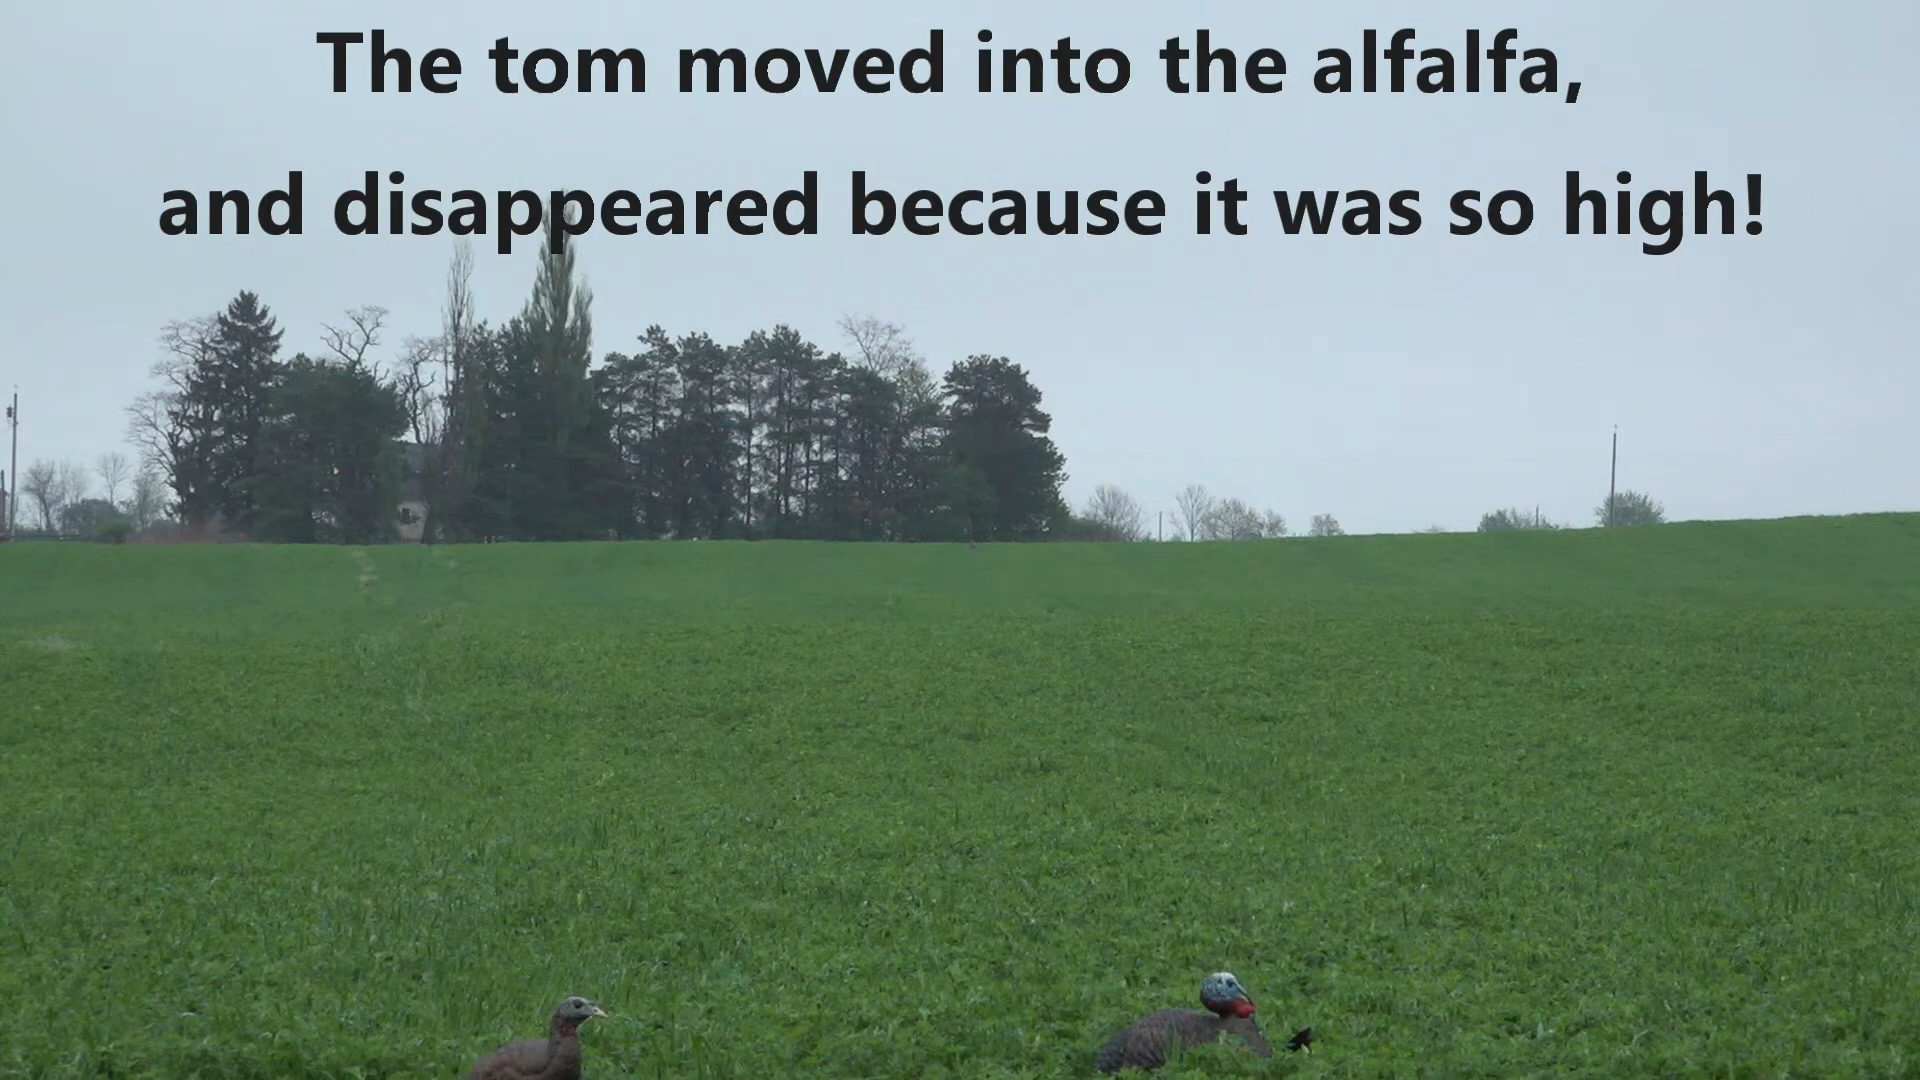 The tom moved into the alfalfa,
and disappeared because it was so high!